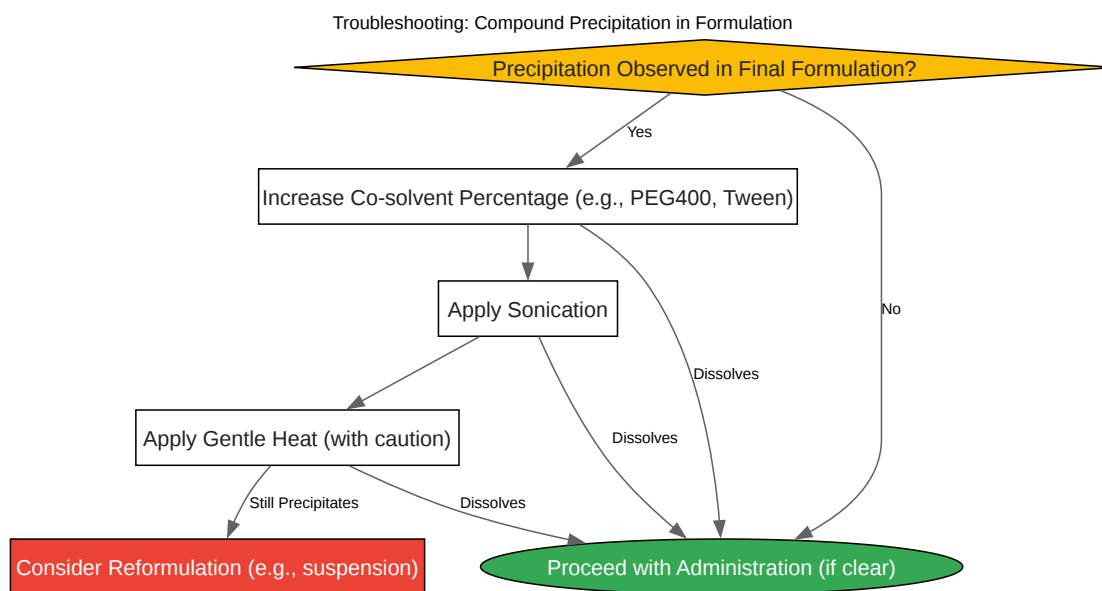 Troubleshooting: Compound Precipitation in Formulation
Precipitation Observed in Final Formulation?
Yes
Increase Co-solvent Percentage (e.g., PEG400, Tween)
Apply Sonication
No
Dissolves
Apply Gentle Heat (with caution)
Dissolves
Still Precipitates
Dissolves
Consider Reformulation (e.g., suspension)
Proceed with Administration (if clear)